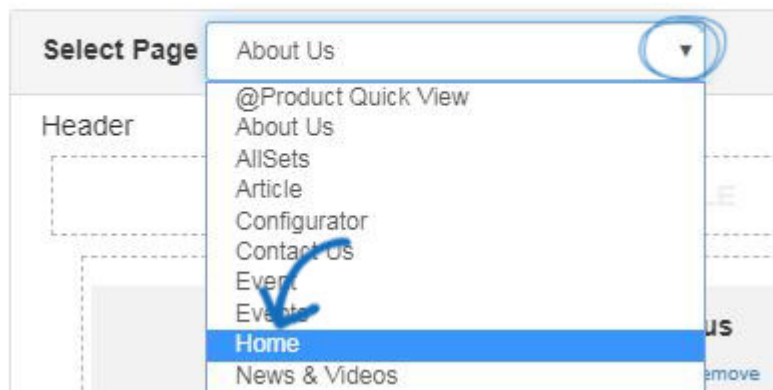 Select Page About Us
@Product Quick View
Header About Us
AllSets
Article
Configurator
Contact Us
Event
Events
us
Home
News & Videos